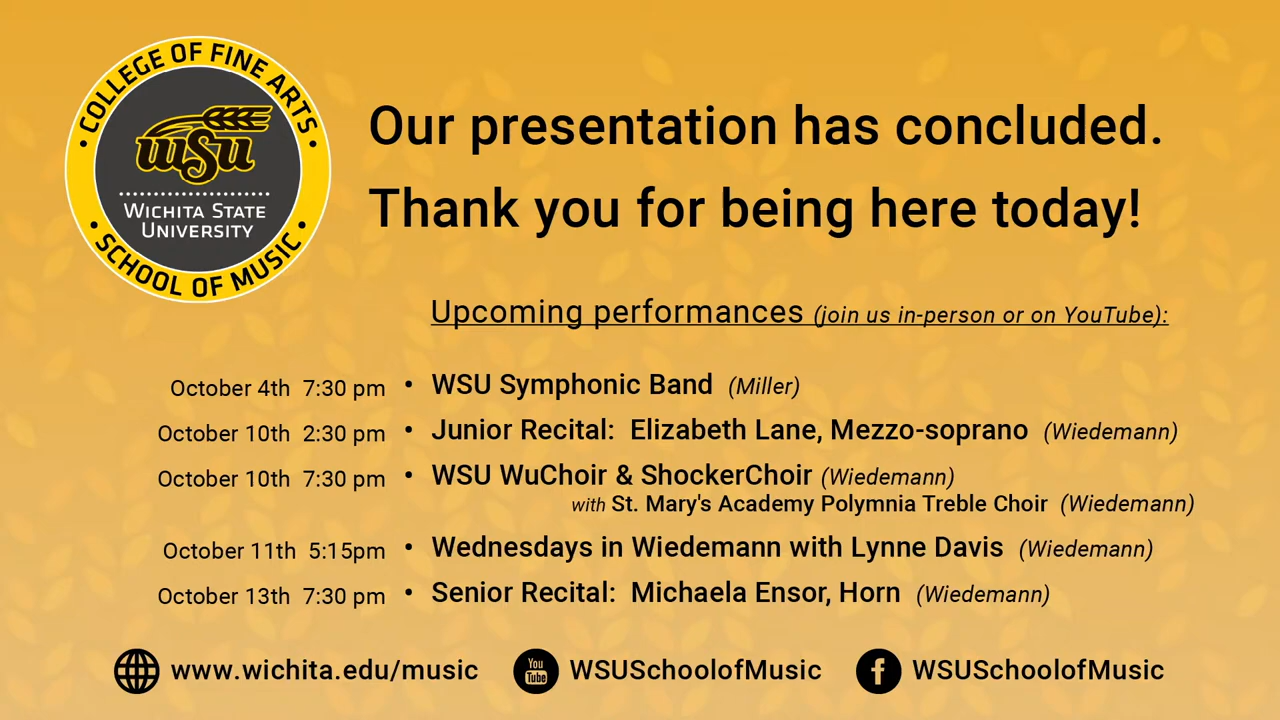 COLLEGE OF FINE ARTS
wsu
WICHITA STATE
UNIVERSITY
SCHOOL OF MUSIC
Our presentation has concluded.
Thank you for being here today!
Upcoming performances (join us in-person or on YouTube):
October 4th 7:30 pm • WSU Symphonic Band (Miller)
October 10th 2:30 pm • Junior Recital: Elizabeth Lane, Mezzo-soprano (Wiedemann)
October 10th 7:30 pm • WSU WuChoir & ShockerChoir (Wiedemann)
with St. Mary's Academy Polymnia Treble Choir (Wiedemann)
October 11th 5:15pm • Wednesdays in Wiedemann with Lynne Davis (Wiedemann)
October 13th 7:30 pm • Senior Recital: Michaela Ensor, Horn (Wiedemann)
www.wichita.edu/music You Tube WSUSchoolofMusic f WSUSchoolofMusic